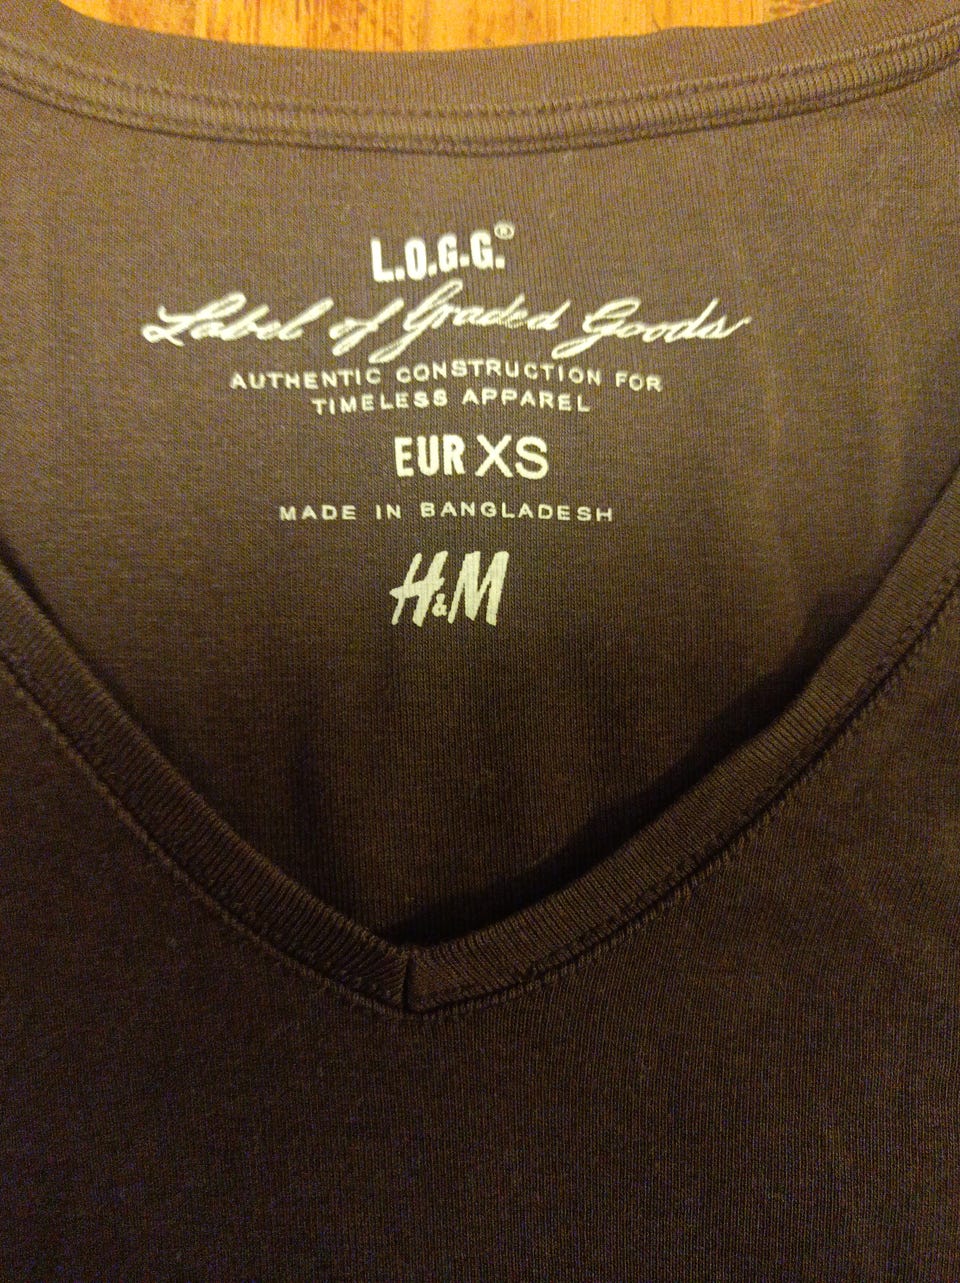 L.O.G.G.®
Label of Graded Goods
AUTHENTIC CONSTRUCTION FOR
TIMELESS APPAREL
EUR XS
MADE IN BANGLADESH
H&M